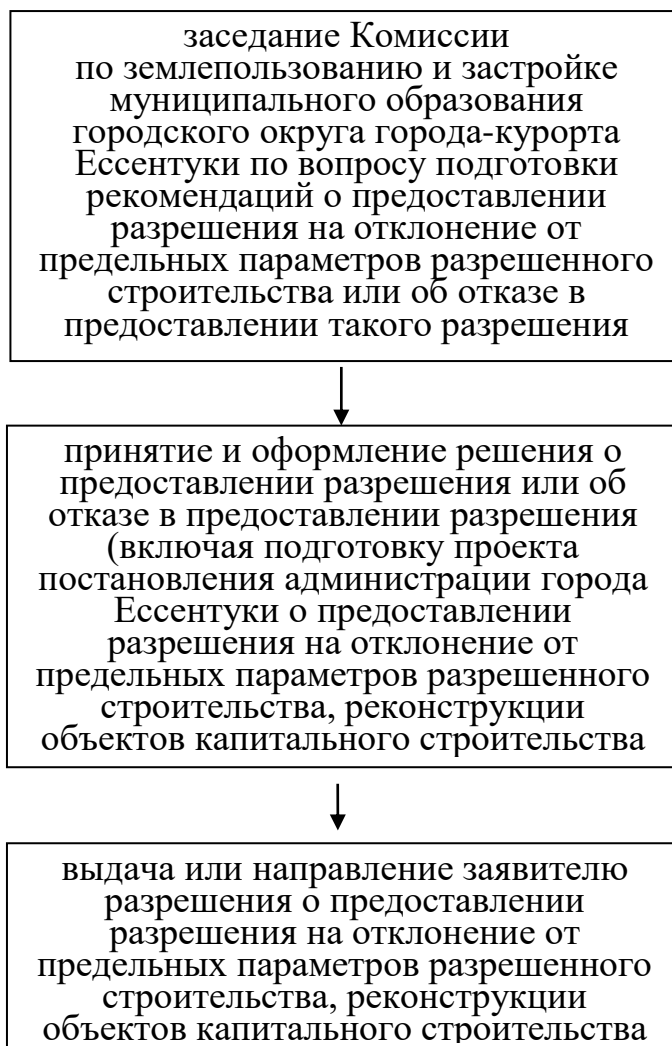 заседание Комиссии
по землепользованию и застройке
муниципального образования
городского округа города-курорта
Ессентуки по вопросу подготовки
рекомендаций о предоставлении
разрешения на отклонение от
предельных параметров разрешенного
строительства или об отказе в
предоставлении такого разрешения
принятие и оформление решения о
предоставлении разрешения или об
отказе в предоставлении разрешения
(включая подготовку проекта
постановления администрации города
Ессентуки о предоставлении
разрешения на отклонение от
предельных параметров разрешенного
строительства, реконструкции
объектов капитального строительства
выдача или направление заявителю
разрешения о предоставлении
разрешения на отклонение от
предельных параметров разрешенного
строительства, реконструкции
объектов капитального строительства